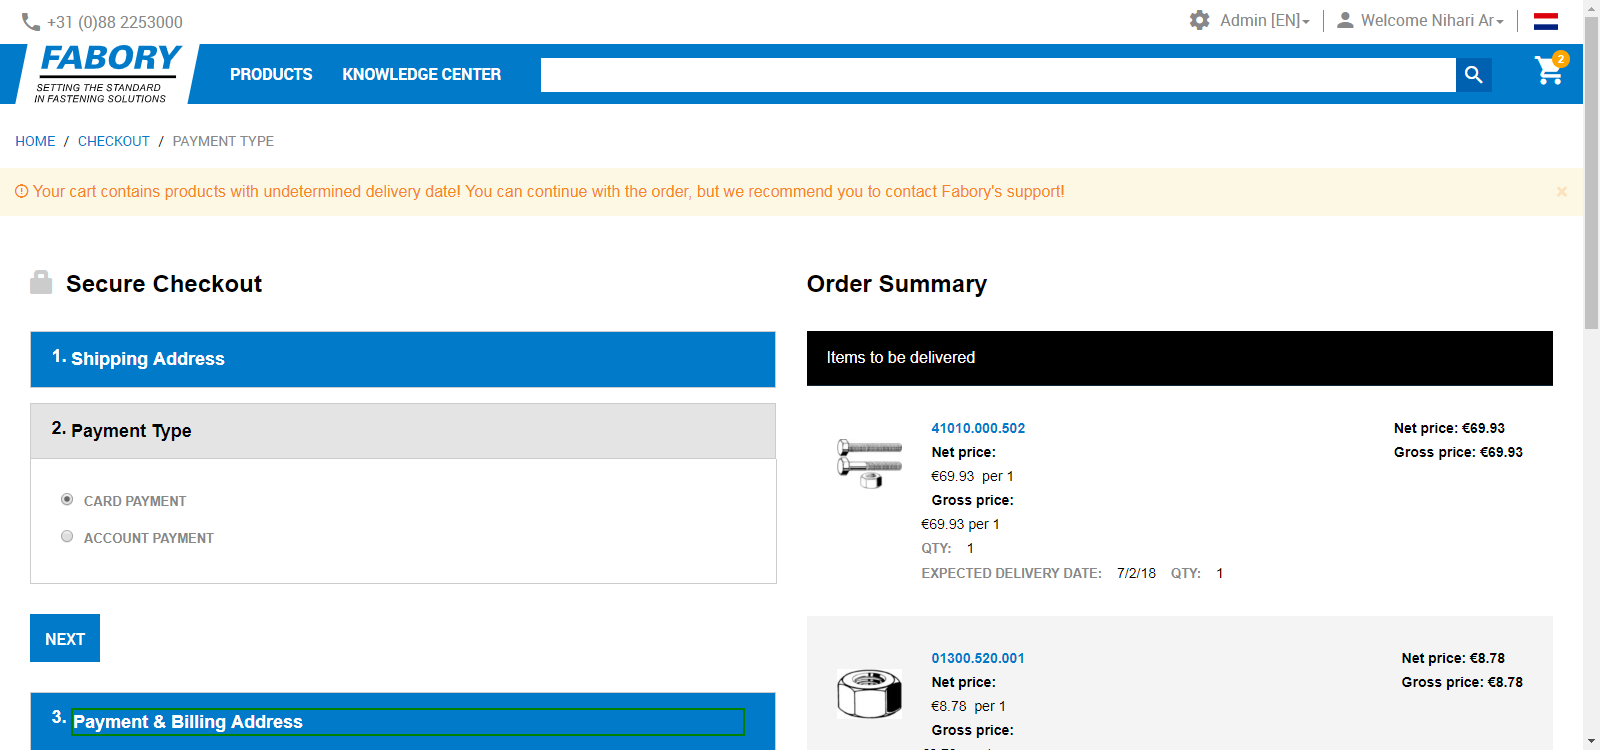 +31 (0)88 2253000
Admin [EN]
Welcome Nihari Ar
FABORY
SETTING THE STANDARD
IN FASTENING SOLUTIONS
PRODUCTS KNOWLEDGE CENTER
2
HOME / CHECKOUT / PAYMENT TYPE
Your cart contains products with undetermined delivery date! You can continue with the order, but we recommend you to contact Fabory's support!
×
Secure Checkout
1. Shipping Address
2. Payment Type
CARD PAYMENT
ACCOUNT PAYMENT
NEXT
3. Payment & Billing Address
Order Summary
Items to be delivered
41010.000.502
Net price:
€69.93 per 1
Gross price:
€69.93 per 1
QTY: 1
EXPECTED DELIVERY DATE: 7/2/18 QTY: 1
Net price: €69.93
Gross price: €69.93
01300.520.001
Net price:
€8.78 per 1
Gross price:
Net price: €8.78
Gross price: €8.78